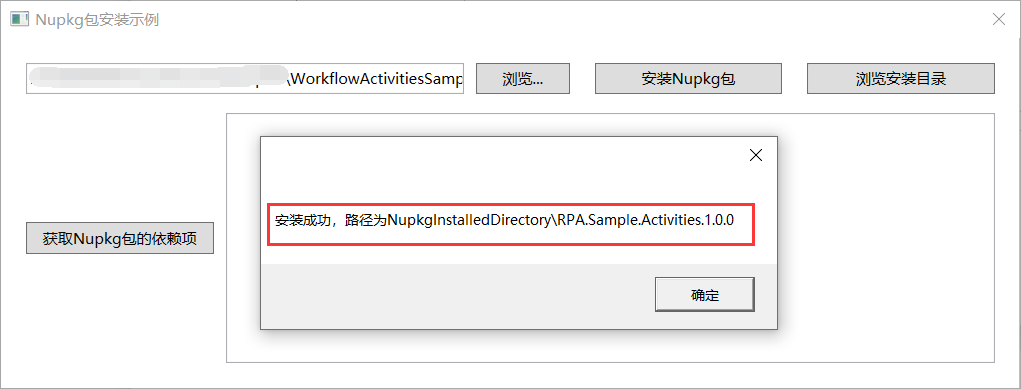 Nupkg包安装示例
\WorkflowActivitiesSamp
浏览...
安装Nupkg包
浏览安装目录
安装成功，路径为NupkgInstalledDirectory\RPA.Sample.Activities.1.0.0
获取Nupkg包的依赖项
确定